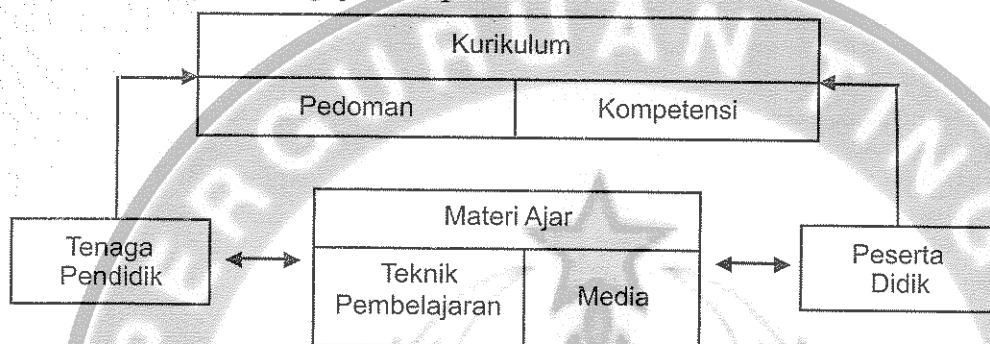 Kurikulum
Pedoman
Kompetensi
Materi Ajar
Tenaga
Pendidik
Teknik
Pembelajaran
Media
Peserta
Didik